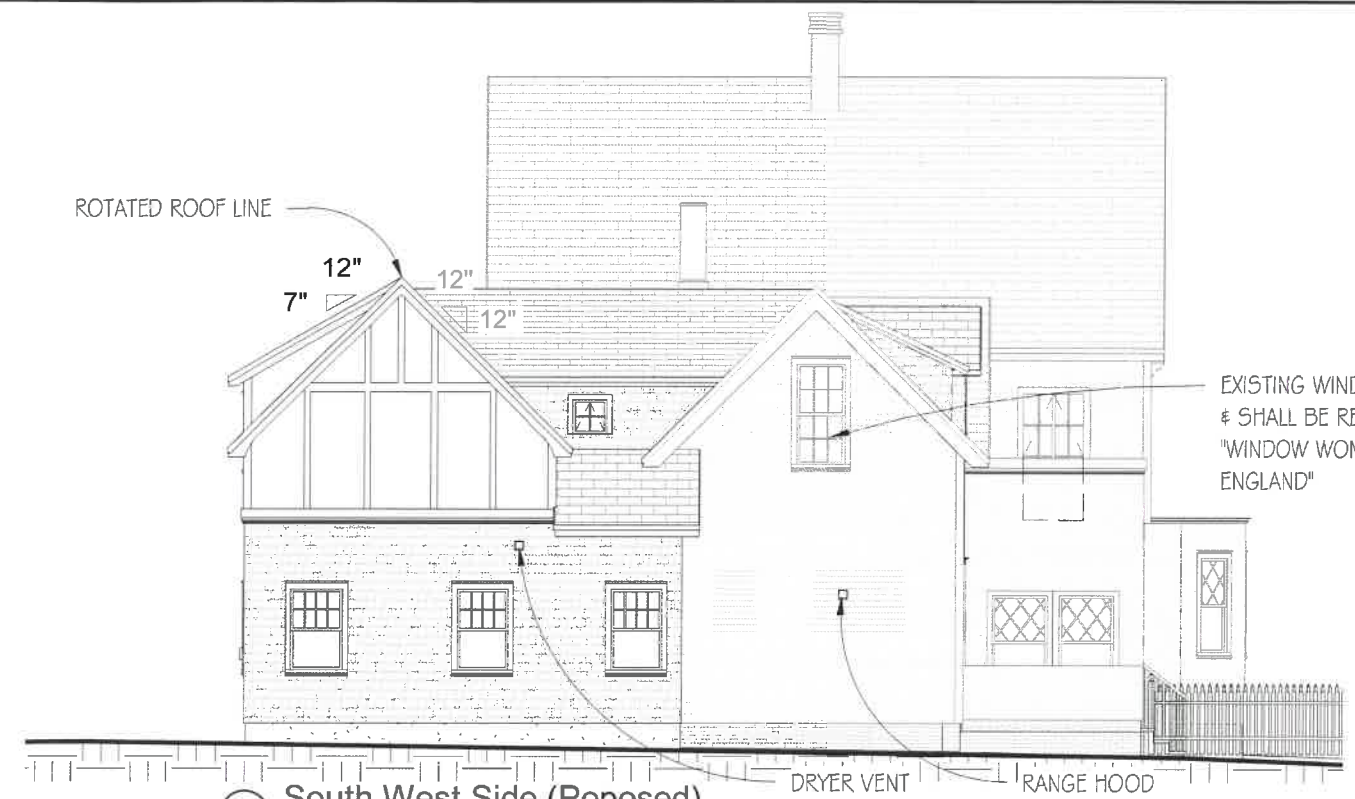 ROTATED ROOF LINE
12"
7"
12"
12"
EXISTING WIND
& SHALL BE RE
"WINDOW WON
ENGLAND"
DRYER VENT
RANGE HOOD
South West Side (Reposed)